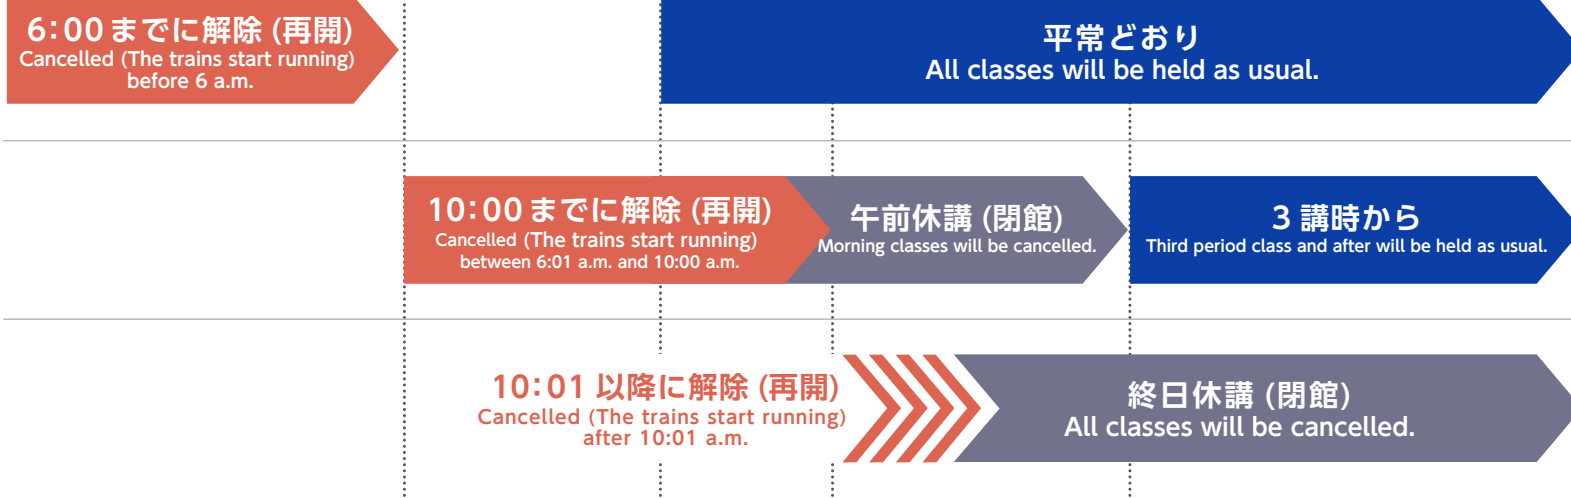 6:00までに解除 (再開)
Cancelled (The trains start running)
before 6 a.m.
平常どおり
All classes will be held as usual.
10:00までに解除 (再開)
Cancelled (The trains start running)
between 6:01 a.m. and 10:00 a.m.
午前休講 (閉館)
Morning classes will be cancelled.
3 講時から
Third period class and after will be held as usual.
10:01 以降に解除 (再開)
Cancelled (The trains start running)
after 10:01 a.m.
終日休講 (閉館)
All classes will be cancelled.